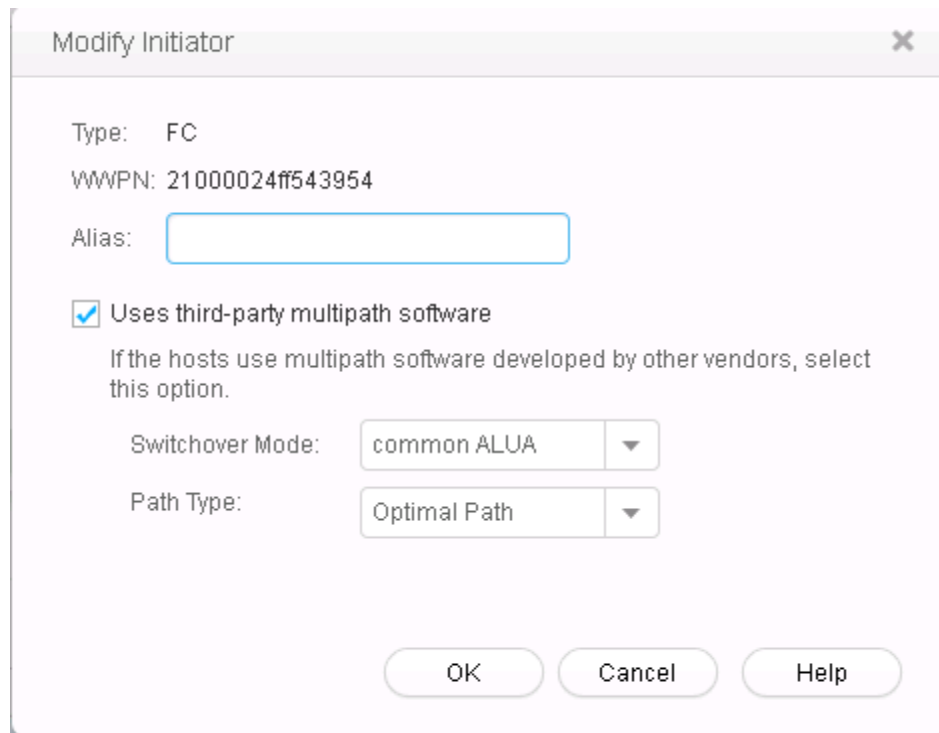 Modify Initiator
Type: FC
WWPN: 21000024ff543954
Alias:
Uses third-party multipath software
If the hosts use multipath software developed by other vendors, select
this option.
Switchover Mode: common ALUA
Path Type: Optimal Path
OK Cancel Help